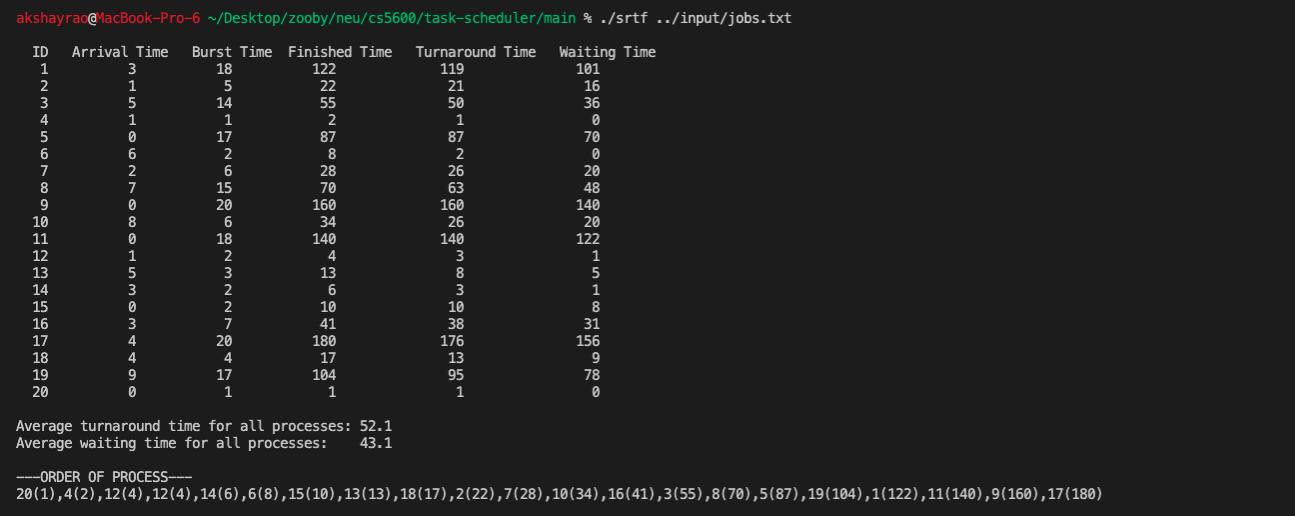 akshayrao@MacBook-Pro-6 ~/Desktop/zooby/neu/cs5600/task-scheduler/main % ./srtf ../input/jobs.txt
ID Arrival Time Burst Time Finished Time Turnaround Time Waiting Time
1 3 18 122 119 101
2 1 5 22 21 16
3 5 14 55 50 36
4 1 1 2 1 0
5 0 17 87 87 70
6 6 2 8 2 0
7 2 6 28 26 20
8 7 15 70 63 48
9 0 20 160 160 140
10 8 6 34 26 20
11 0 18 140 140 122
12 1 2 4 3 1
13 5 3 13 8 5
14 3 2 6 3 1
15 0 2 10 10 8
16 3 7 41 38 31
17 4 20 180 176 156
18 4 4 17 13 9
19 9 17 104 95 78
20 0 1 1 1 0
Average turnaround time for all processes: 52.1
Average waiting time for all processes: 43.1
---ORDER OF PROCESS---
20(1),4(2),12(4),12(4),14(6),6(8),15(10),13(13),18(17),2(22),7(28),10(34),16(41),3(55),8(70),5(87),19(104),1(122),11(140),9(160),17(180)